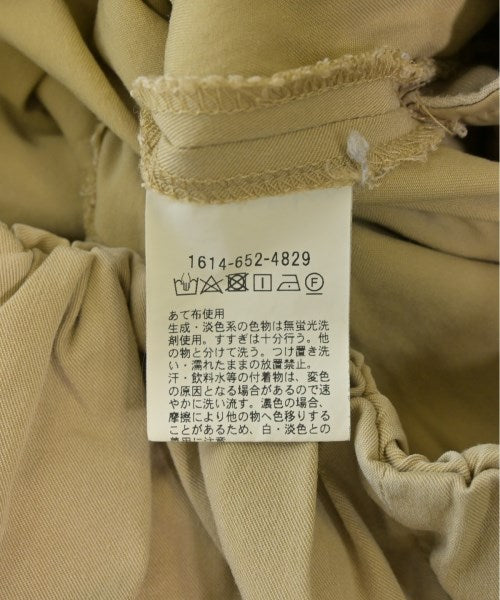 1614-652-4829
あて布使用
生成・淡色系の色物は無蛍光洗
剤使用。すすぎは十分行う。他
の物と分けて洗う。つけ置き洗
い・濡れたままの放置禁止。
汗・飲料水等の付着物は、変色
の原因となる場合があるので速
やかに洗い流す。濃色の場合、
摩擦により他の物へ色移りする
ことがあるため、白・淡色との